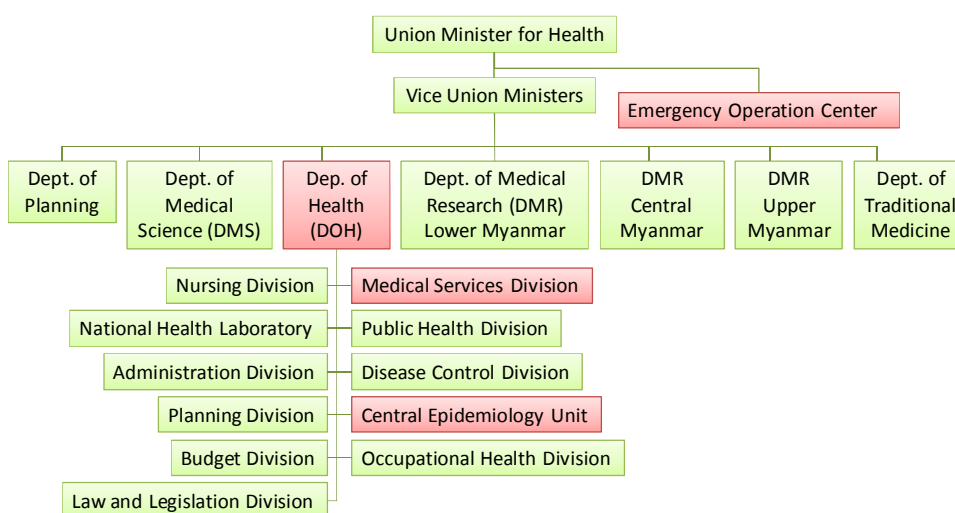 Union Minister for Health
Vice Union Ministers
Emergency Operation Center
Dept. of
Planning
Dept. of
Medical
Science (DMS)
Dep. of
Health
(DOH)
Dept. of Medical
Research (DMR)
Lower Myanmar
DMR
Central
Myanmar
DMR
Upper
Myanmar
Dept. of
Traditional
Medicine
Nursing Division
Medical Services Division
National Health Laboratory
Public Health Division
Administration Division
Disease Control Division
Planning Division
Central Epidemiology Unit
Budget Division
Occupational Health Division
Law and Legislation Division